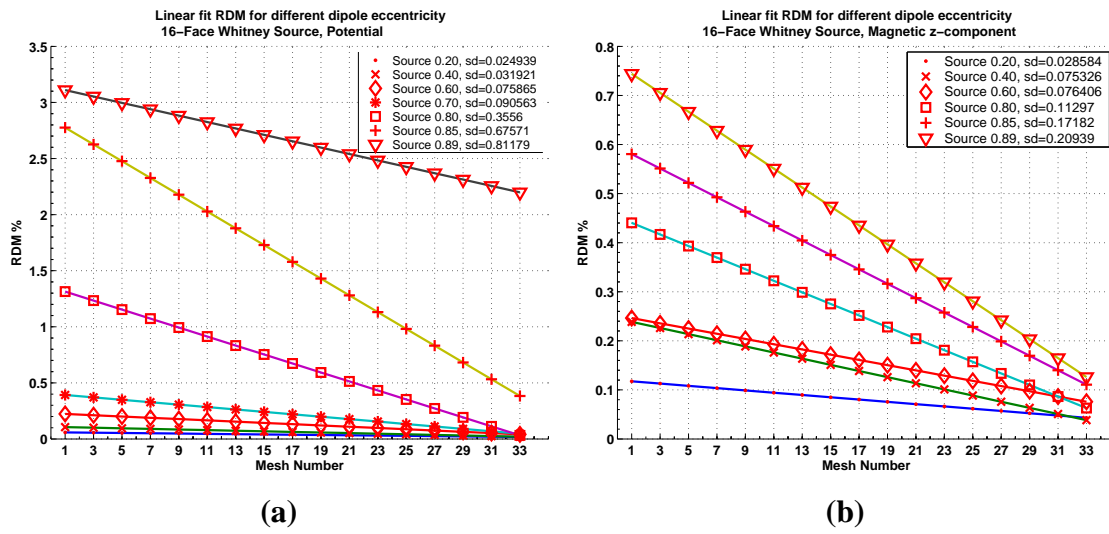 Linear fit RDM for different dipole eccentricity
16−Face Whitney Source, Potential
3.5
3
2.5
2
1.5
1
0.5
0
RDM %
Source 0.20, sd=0.024939
Source 0.40, sd=0.031921
Source 0.60, sd=0.075865
Source 0.70, sd=0.090563
Source 0.80, sd=0.3556
Source 0.85, sd=0.67571
Source 0.89, sd=0.81179
1 3 5 7 9 11 13 15 17 19 21 23 25 27 29 31 33
Mesh Number
(a)
Linear fit RDM for different dipole eccentricity
16−Face Whitney Source, Magnetic z−component
0.8
0.7
0.6
0.5
0.4
0.3
0.2
0.1
0
RDM %
Source 0.20, sd=0.028584
Source 0.40, sd=0.075326
Source 0.60, sd=0.076406
Source 0.80, sd=0.11297
Source 0.85, sd=0.17182
Source 0.89, sd=0.20939
1 3 5 7 9 11 13 15 17 19 21 23 25 27 29 31 33
Mesh Number
(b)